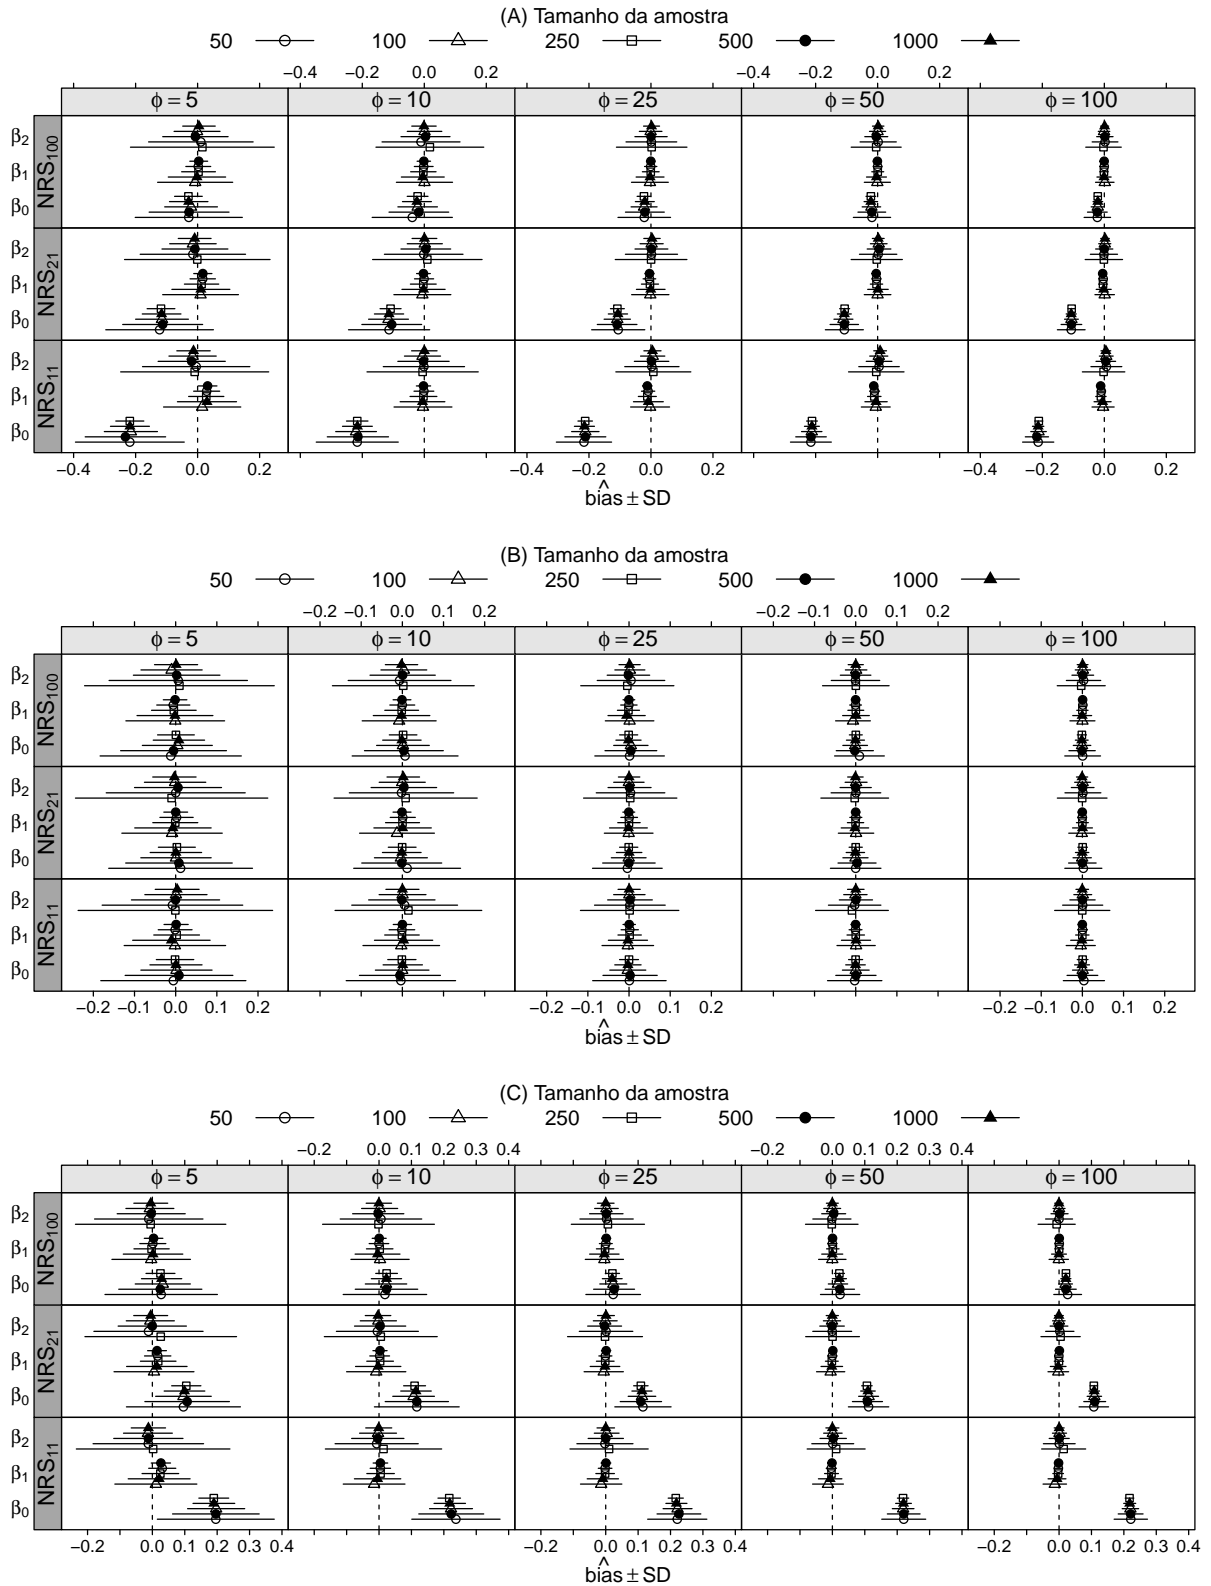 (A) Tamanho da amostra
50 100 250 500 1000
−0.4 0.0 0.2 −0.4 −0.2 0.0 0.2
ϕ = 5 ϕ = 10 ϕ = 25 ϕ = 50 ϕ = 100
NRS100 β2
β1
β0
NRS21 β2
β1
β0
NRS11 β2
β1
β0
−0.4 −0.2 0.0 0.2 −0.4 −0.2 0.0 0.2 −0.4 −0.2 0.0 0.2
bias^ ± SD
(B) Tamanho da amostra
50 100 250 500 1000
−0.2 −0.1 0.0 0.1 0.2 −0.2 −0.1 0.0 0.1 0.2
ϕ = 5 ϕ = 10 ϕ = 25 ϕ = 50 ϕ = 100
NRS100 β2
β1
β0
NRS21 β2
β1
β0
NRS11 β2
β1
β0
−0.2 −0.1 0.0 0.1 0.2 −0.2 −0.1 0.0 0.1 0.2 −0.2 −0.1 0.0 0.1 0.2
bias^ ± SD
(C) Tamanho da amostra
50 100 250 500 1000
−0.2 0.0 0.1 0.2 0.3 0.4 −0.2 0.0 0.1 0.2 0.3 0.4
ϕ = 5 ϕ = 10 ϕ = 25 ϕ = 50 ϕ = 100
NRS100 β2
β1
β0
NRS21 β2
β1
β0
NRS11 β2
β1
β0
−0.2 0.0 0.1 0.2 0.3 0.4 −0.2 0.0 0.1 0.2 0.3 0.4 −0.2 0.0 0.1 0.2 0.3 0.4
bias^ ± SD